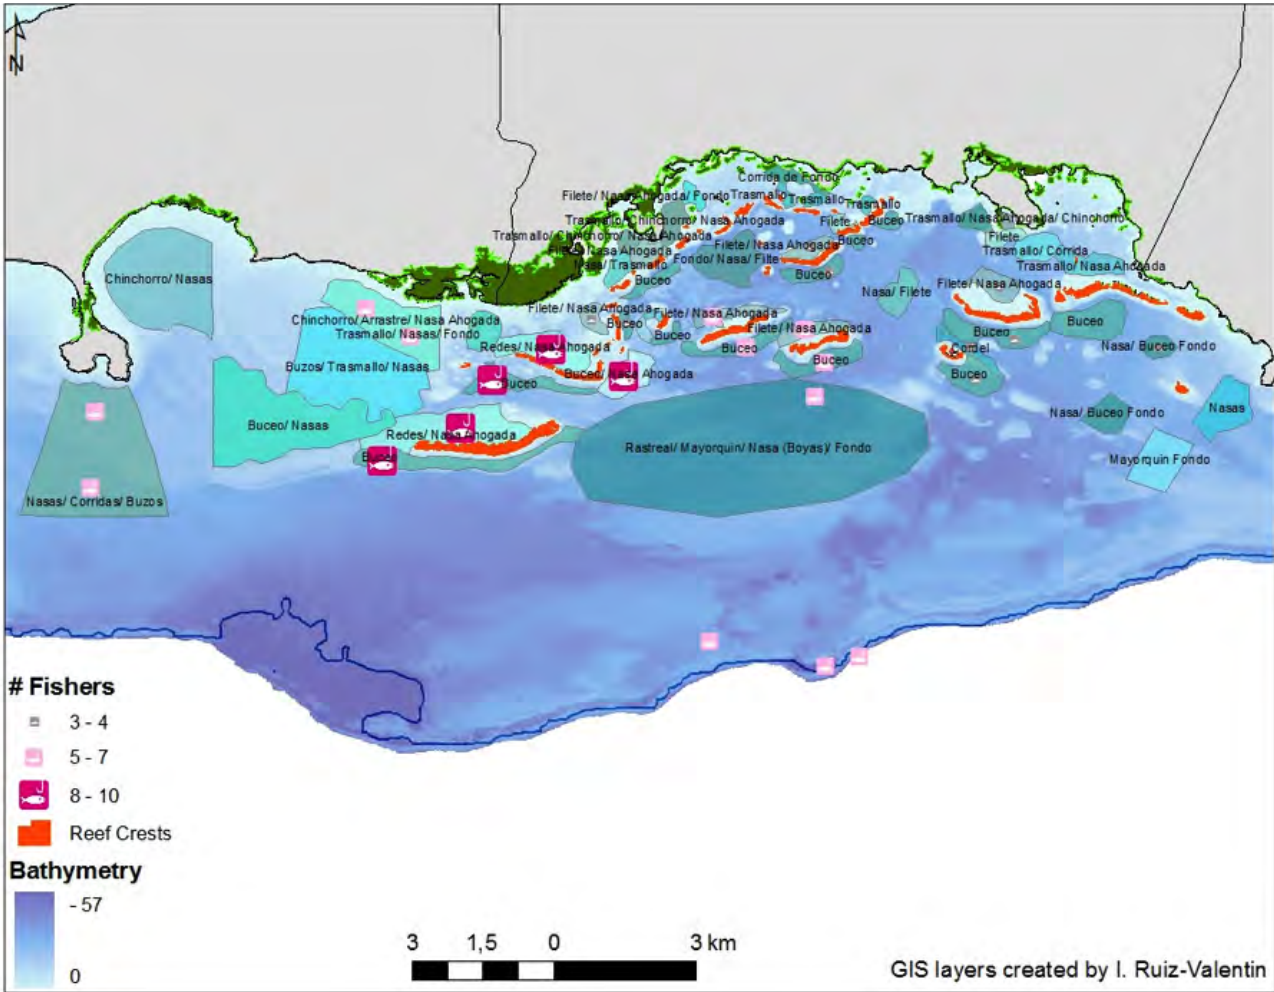 N
Corrida de Fondo
Filete/ Nasa Ahogada/ Fondo
Trasmallo
Trasmallo
Trasmallo
Trasmallo/ Chinchorro/ Nasa Ahogada
Filete
Buceo
Trasmallo/ Nasa Ahogada/ Chinchorro
Trasmallo/ Chinchorro/ Nasa Ahogada
Filete/ Nasa Ahogada
Buceo
Filete
Nasa Ahogada
Trasmallo/ Corrida
Nasa/ Trasmallo
Fondo/ Nasa/ Filte
Trasmallo/ Nasa Ahogada
Chinchorro/ Nasas
Buceo
Buceo
Filete/ Nasa Ahogada
Nasa/ Filete
Filete/ Nasa Ahogada
Filete/ Nasa Ahogada
Chinchorro/ Arrastre/ Nasa Ahogada
Buceo
Filete/ Nasa Ahogada
Buceo
Buceo
Trasmallo/ Nasas/ Fondo
Buceo
Redes/ Nasa Ahogada
Buceo
Cordel
Nasa/ Buceo Fondo
Buceo
Buzos/ Trasmallo/ Nasas
Buceo/ Nasa Ahogada
Buceo
Buceo
Nasas
Nasa/ Buceo Fondo
Buceo/ Nasas
Redes/ Nasa Ahogada
Rastreal/ Mayorquin/ Nasa (Boyas)/ Fondo
Buceo
Mayorquin Fondo
Nasas/ Corridas/ Buzos
# Fishers
3 - 4
5 - 7
8 - 10
Reef Crests
Bathymetry
- 57
0
3 1,5 0 3 km
GIS layers created by I. Ruiz-Valentin